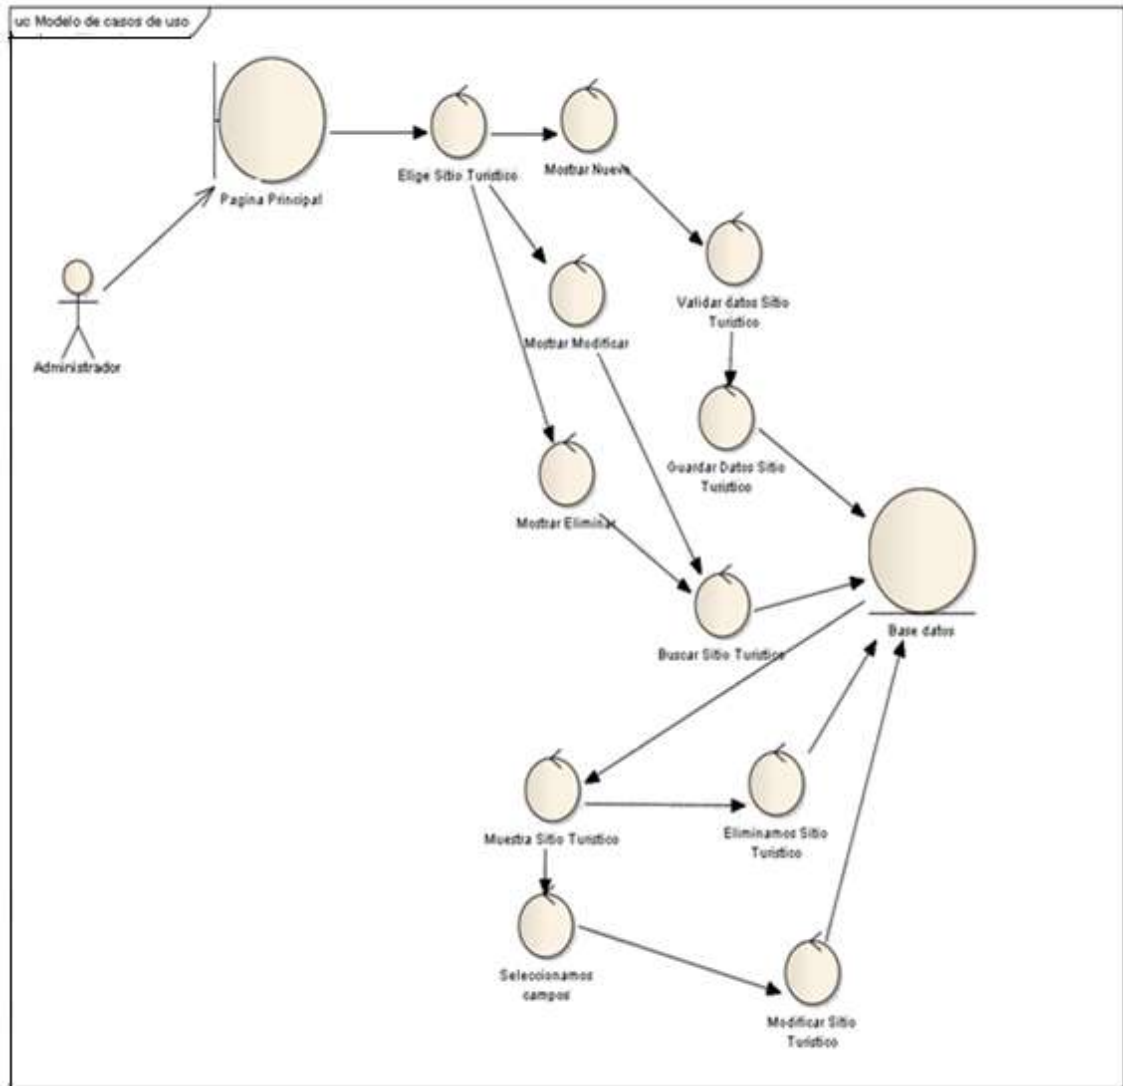 uc Modelo de casos de uso
Pagina Principal
Elige Sitio Turistico
Mostrar Nuevo
Administrador
Validar datos Sitio
Turistico
Mostrar Modificar
Guardar Datos Sitio
Turistico
Mostrar Eliminar
Base datos
Buscar Sitio Turistico
Muestra Sitio Turistico
Eliminamos Sitio
Turistico
Seleccionamos
campos
Modificar Sitio
Turistico